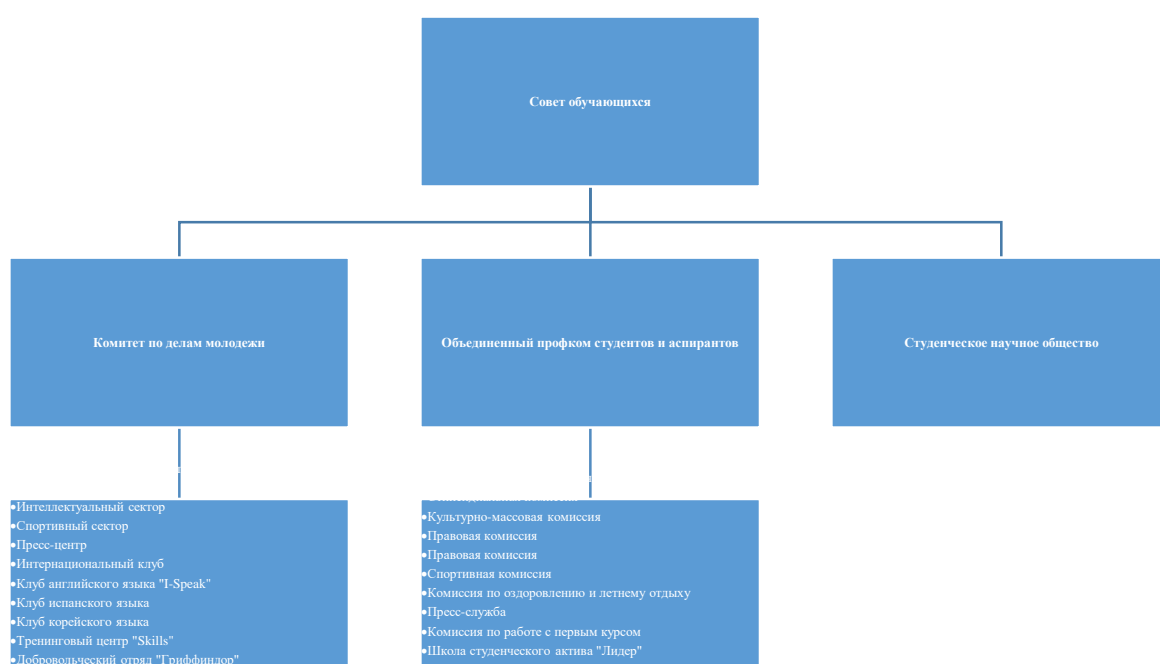 Совет обучающихся
Комитет по делам молодежи
Объединенный профком студентов и аспирантов
Студенческое научное общество
•Интеллектуальный сектор
•Спортивный сектор
•Пресс-центр
•Интернациональный клуб
•Клуб английского языка "I-Speak"
•Клуб испанского языка
•Клуб корейского языка
•Тренинговый центр "Skills"
•Добровольческий отряд "Гриффиндор"
•Культурно-массовая комиссия
•Правовая комиссия
•Правовая комиссия
•Спортивная комиссия
•Комиссия по оздоровлению и летнему отдыху
•Пресс-служба
•Комиссия по работе с первым курсом
•Школа студенческого актива "Лидер"